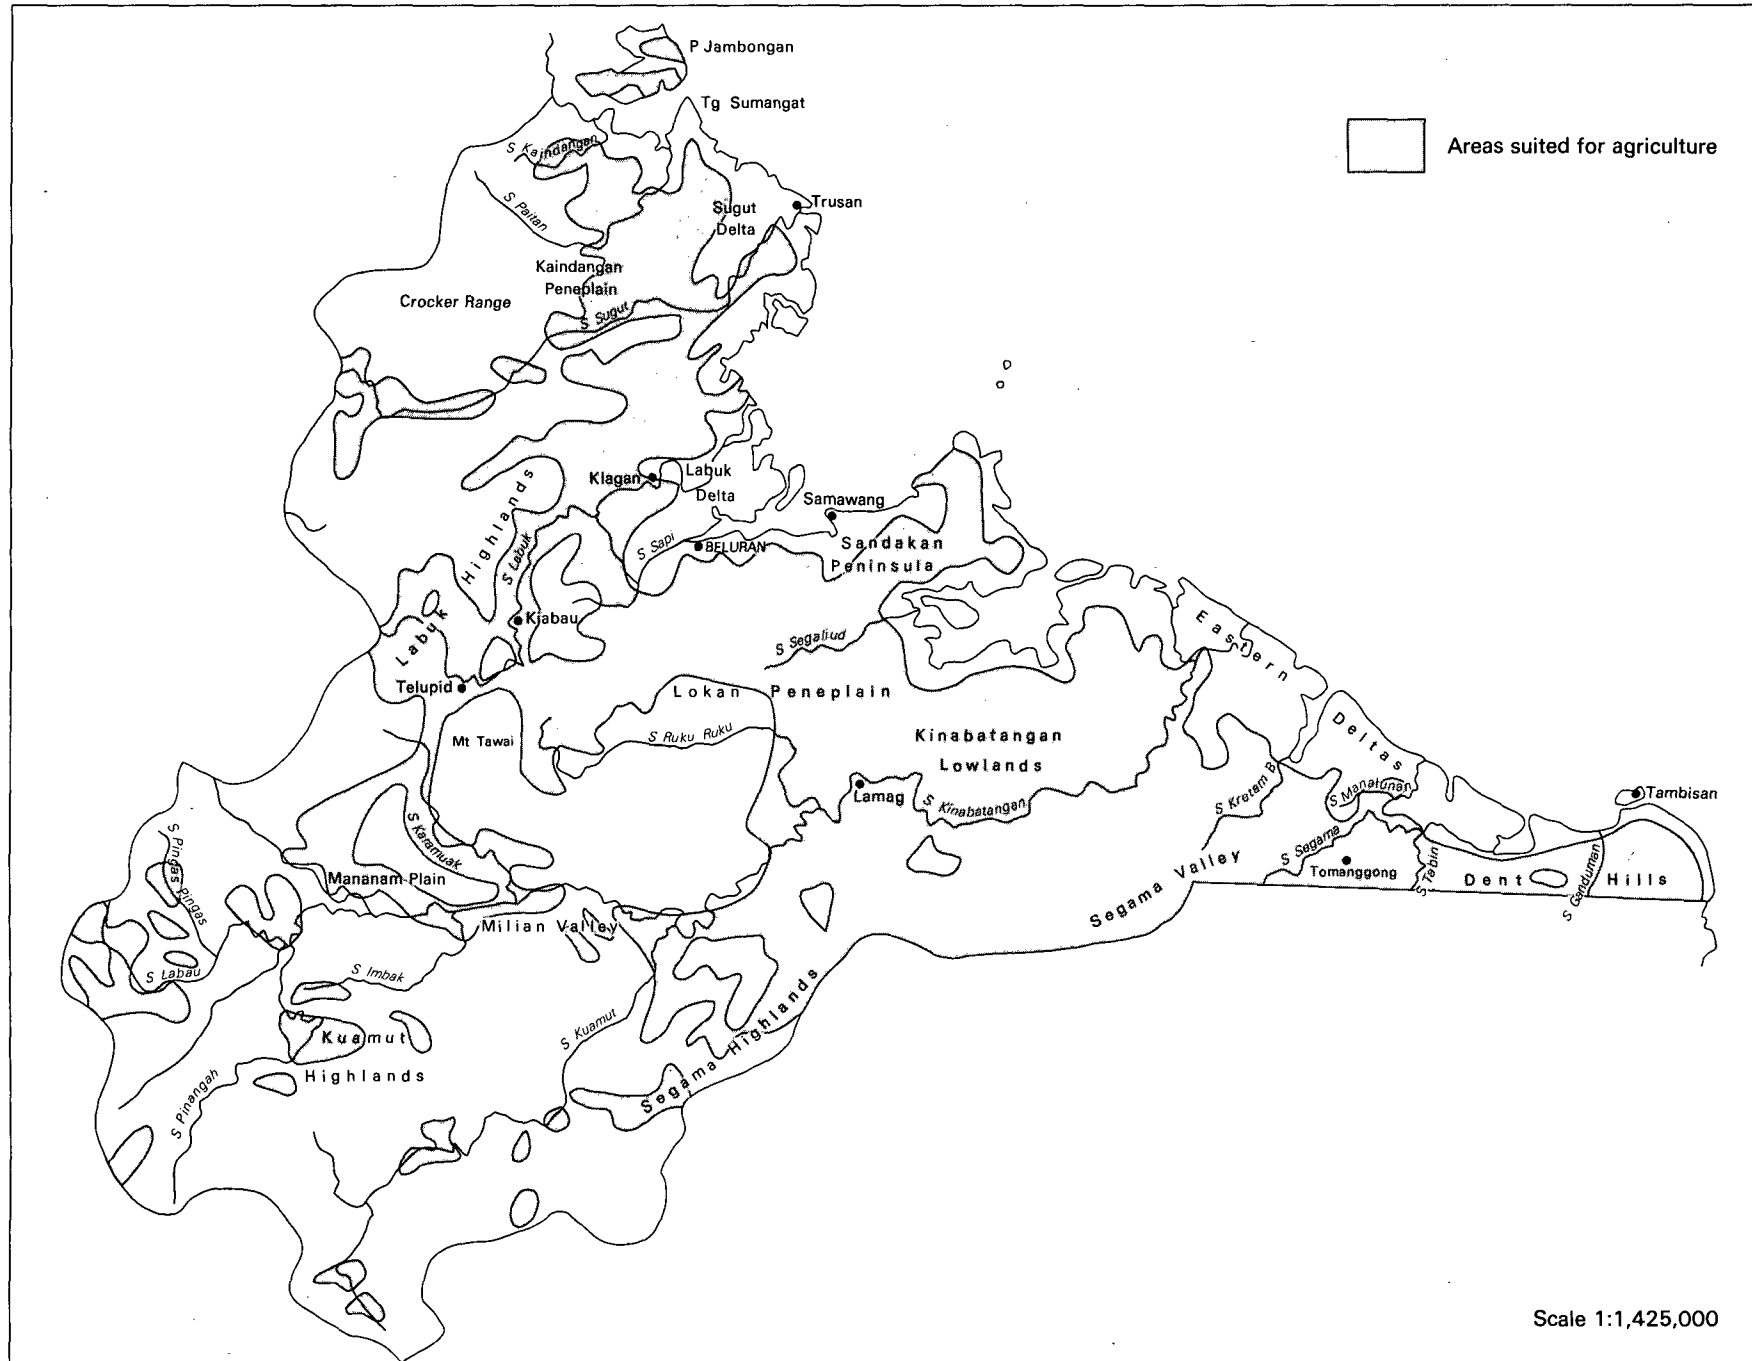 P Jambongan
Tg Sumangat
Areas suited for agriculture
S Kaindangan
S Paitan
Sugut
Delta
Trusan
Kaindangan
Peneplain
Crocker Range
S Sugut
Klagan
Labuk
Delta
Samawang
S Sapi
BELURAN
Sandakan
Peninsula
Labuk Highlands
S Labuk
Kiabau
S Segaliud
Telupid
Lokan Peneplain
Eastern Deltas
Mt Tawai
S Ruku Ruku
Kinabatangan
Lowlands
Lamag
S Kinabatangan
S Kretam B
S Manalunan
Tambisan
S Pingas Pingas
S Karamuak
Mananam Plain
Segama Valley
S Segama
Tomanggong
S Tabin
Dent Hills
S Ganduman
Milian Valley
S Labau
S Imbak
S Kuamut
Kuamut
Highlands
Segama Highlands
S Pinangah
Scale 1:1,425,000